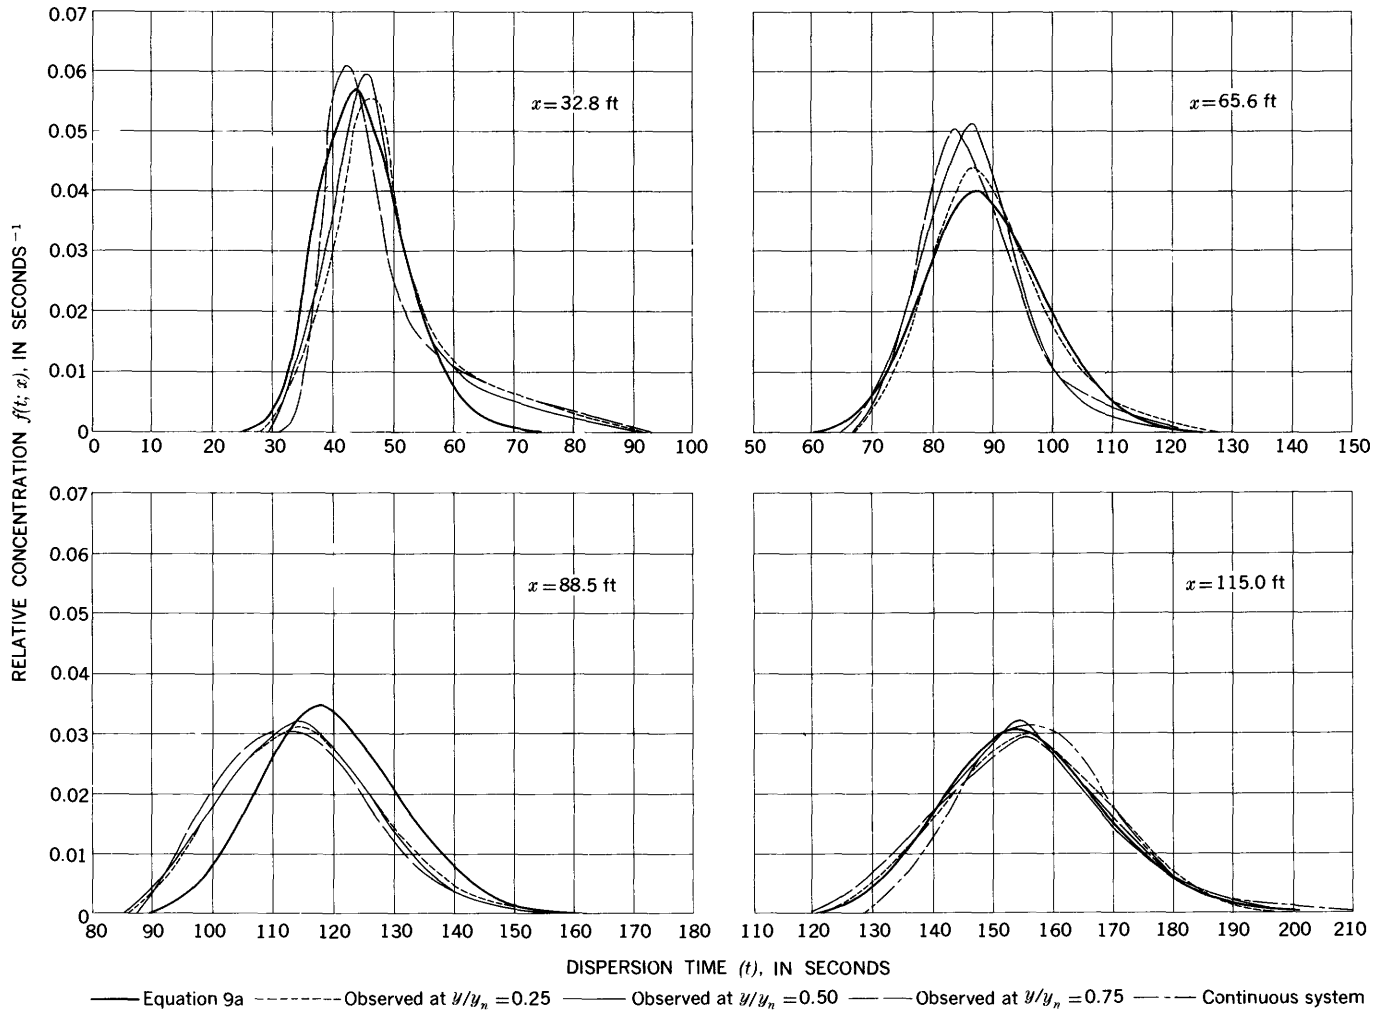 RELATIVE CONCENTRATION f(t; x), IN SECONDS⁻¹
0.07
0.06
0.05
0.04
0.03
0.02
0.01
0
x=32.8 ft
0 10 20 30 40 50 60 70 80 90 100
x=65.6 ft
50 60 70 80 90 100 110 120 130 140 150
0.07
0.06
0.05
0.04
0.03
0.02
0.01
0
x=88.5 ft
80 90 100 110 120 130 140 150 160 170 180
x=115.0 ft
110 120 130 140 150 160 170 180 190 200 210
DISPERSION TIME (t), IN SECONDS
Equation 9a Observed at y/yₙ=0.25 Observed at y/yₙ=0.50 Observed at y/yₙ=0.75 Continuous system